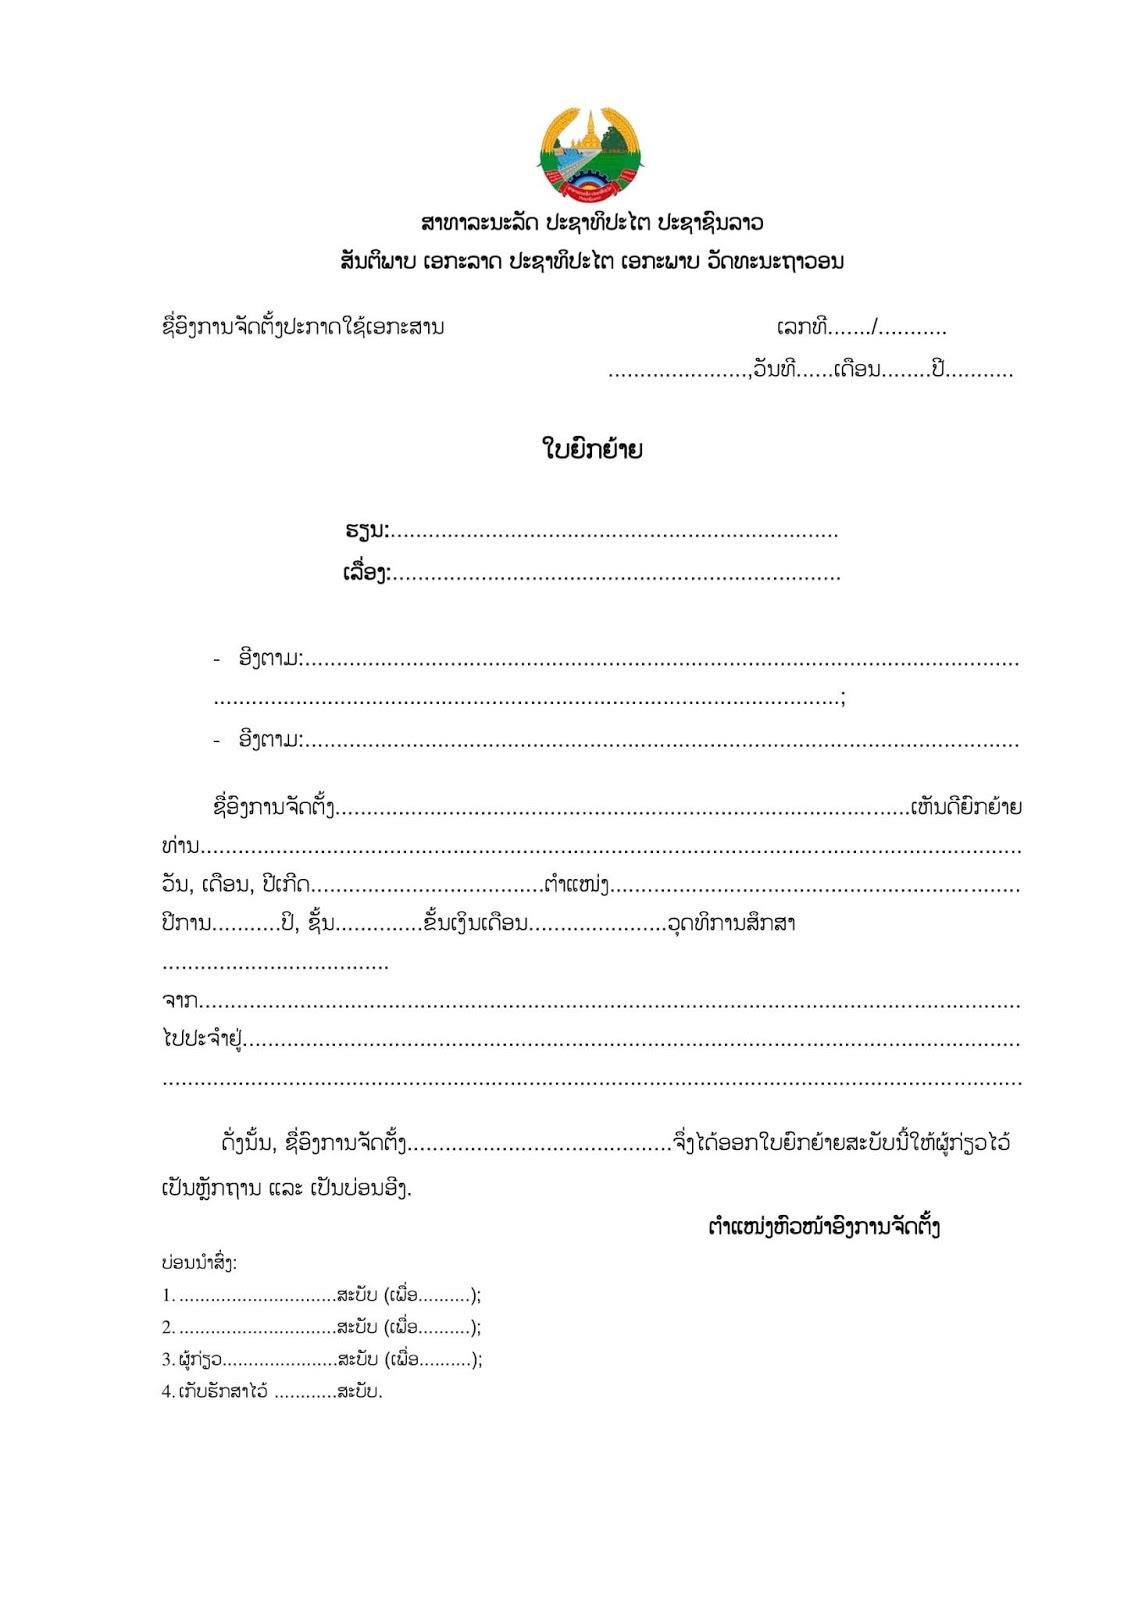 ສາທາລະນະລັດ ປະຊາທິປະໄຕ ປະຊາຊົນລາວ
ສັນຕິພາບ ເອກະລາດ ປະຊາທິປະໄຕ ເອກະພາບ ວັດທະນະຖາວອນ
ຊື່ອົງການຈັດຕັ້ງປະກາດໃຊ້ເອກະສານ ເລກທີ......./...........
......................,ວັນທີ......ເດືອນ........ປີ...........
ໃບຍົກຍ້າຍ
ຮຽນ:.......................................................................
ເລື່ອງ:.......................................................................
- ອີງຕາມ:.................................................................................................................
...................................................................................................;
- ອີງຕາມ:.................................................................................................................
ຊື່ອົງການຈັດຕັ້ງ...........................................................................................ເຫັນດີຍົກຍ້າຍ
ທ່ານ..................................................................................................................................
ວັນ, ເດືອນ, ປີເກີດ.....................................ຕຳແໜ່ງ.................................................................
ປີການ...........ປີ, ຊັ້ນ..............ຂັ້ນເງິນເດືອນ......................ວຸດທິການສຶກສາ
....................................
ຈາກ..................................................................................................................................
ໄປປະຈຳຢູ່...........................................................................................................................
........................................................................................................................................
ດັ່ງນັ້ນ, ຊື່ອົງການຈັດຕັ້ງ..........................................ຈຶ່ງໄດ້ອອກໃບຍົກຍ້າຍສະບັບນີ້ໃຫ້ຜູ້ກ່ຽວໄວ້
ເປັນຫຼັກຖານ ແລະ ເປັນບ່ອນອີງ.
ຕຳແໜ່ງຫົວໜ້າອົງການຈັດຕັ້ງ
ບ່ອນນຳສົ່ງ:
1. ..............................ສະບັບ (ເພື່ອ..........);
2. ..............................ສະບັບ (ເພື່ອ..........);
3. ຜູ້ກ່ຽວ......................ສະບັບ (ເພື່ອ..........);
4. ເກັບຮັກສາໄວ້ ............ສະບັບ.